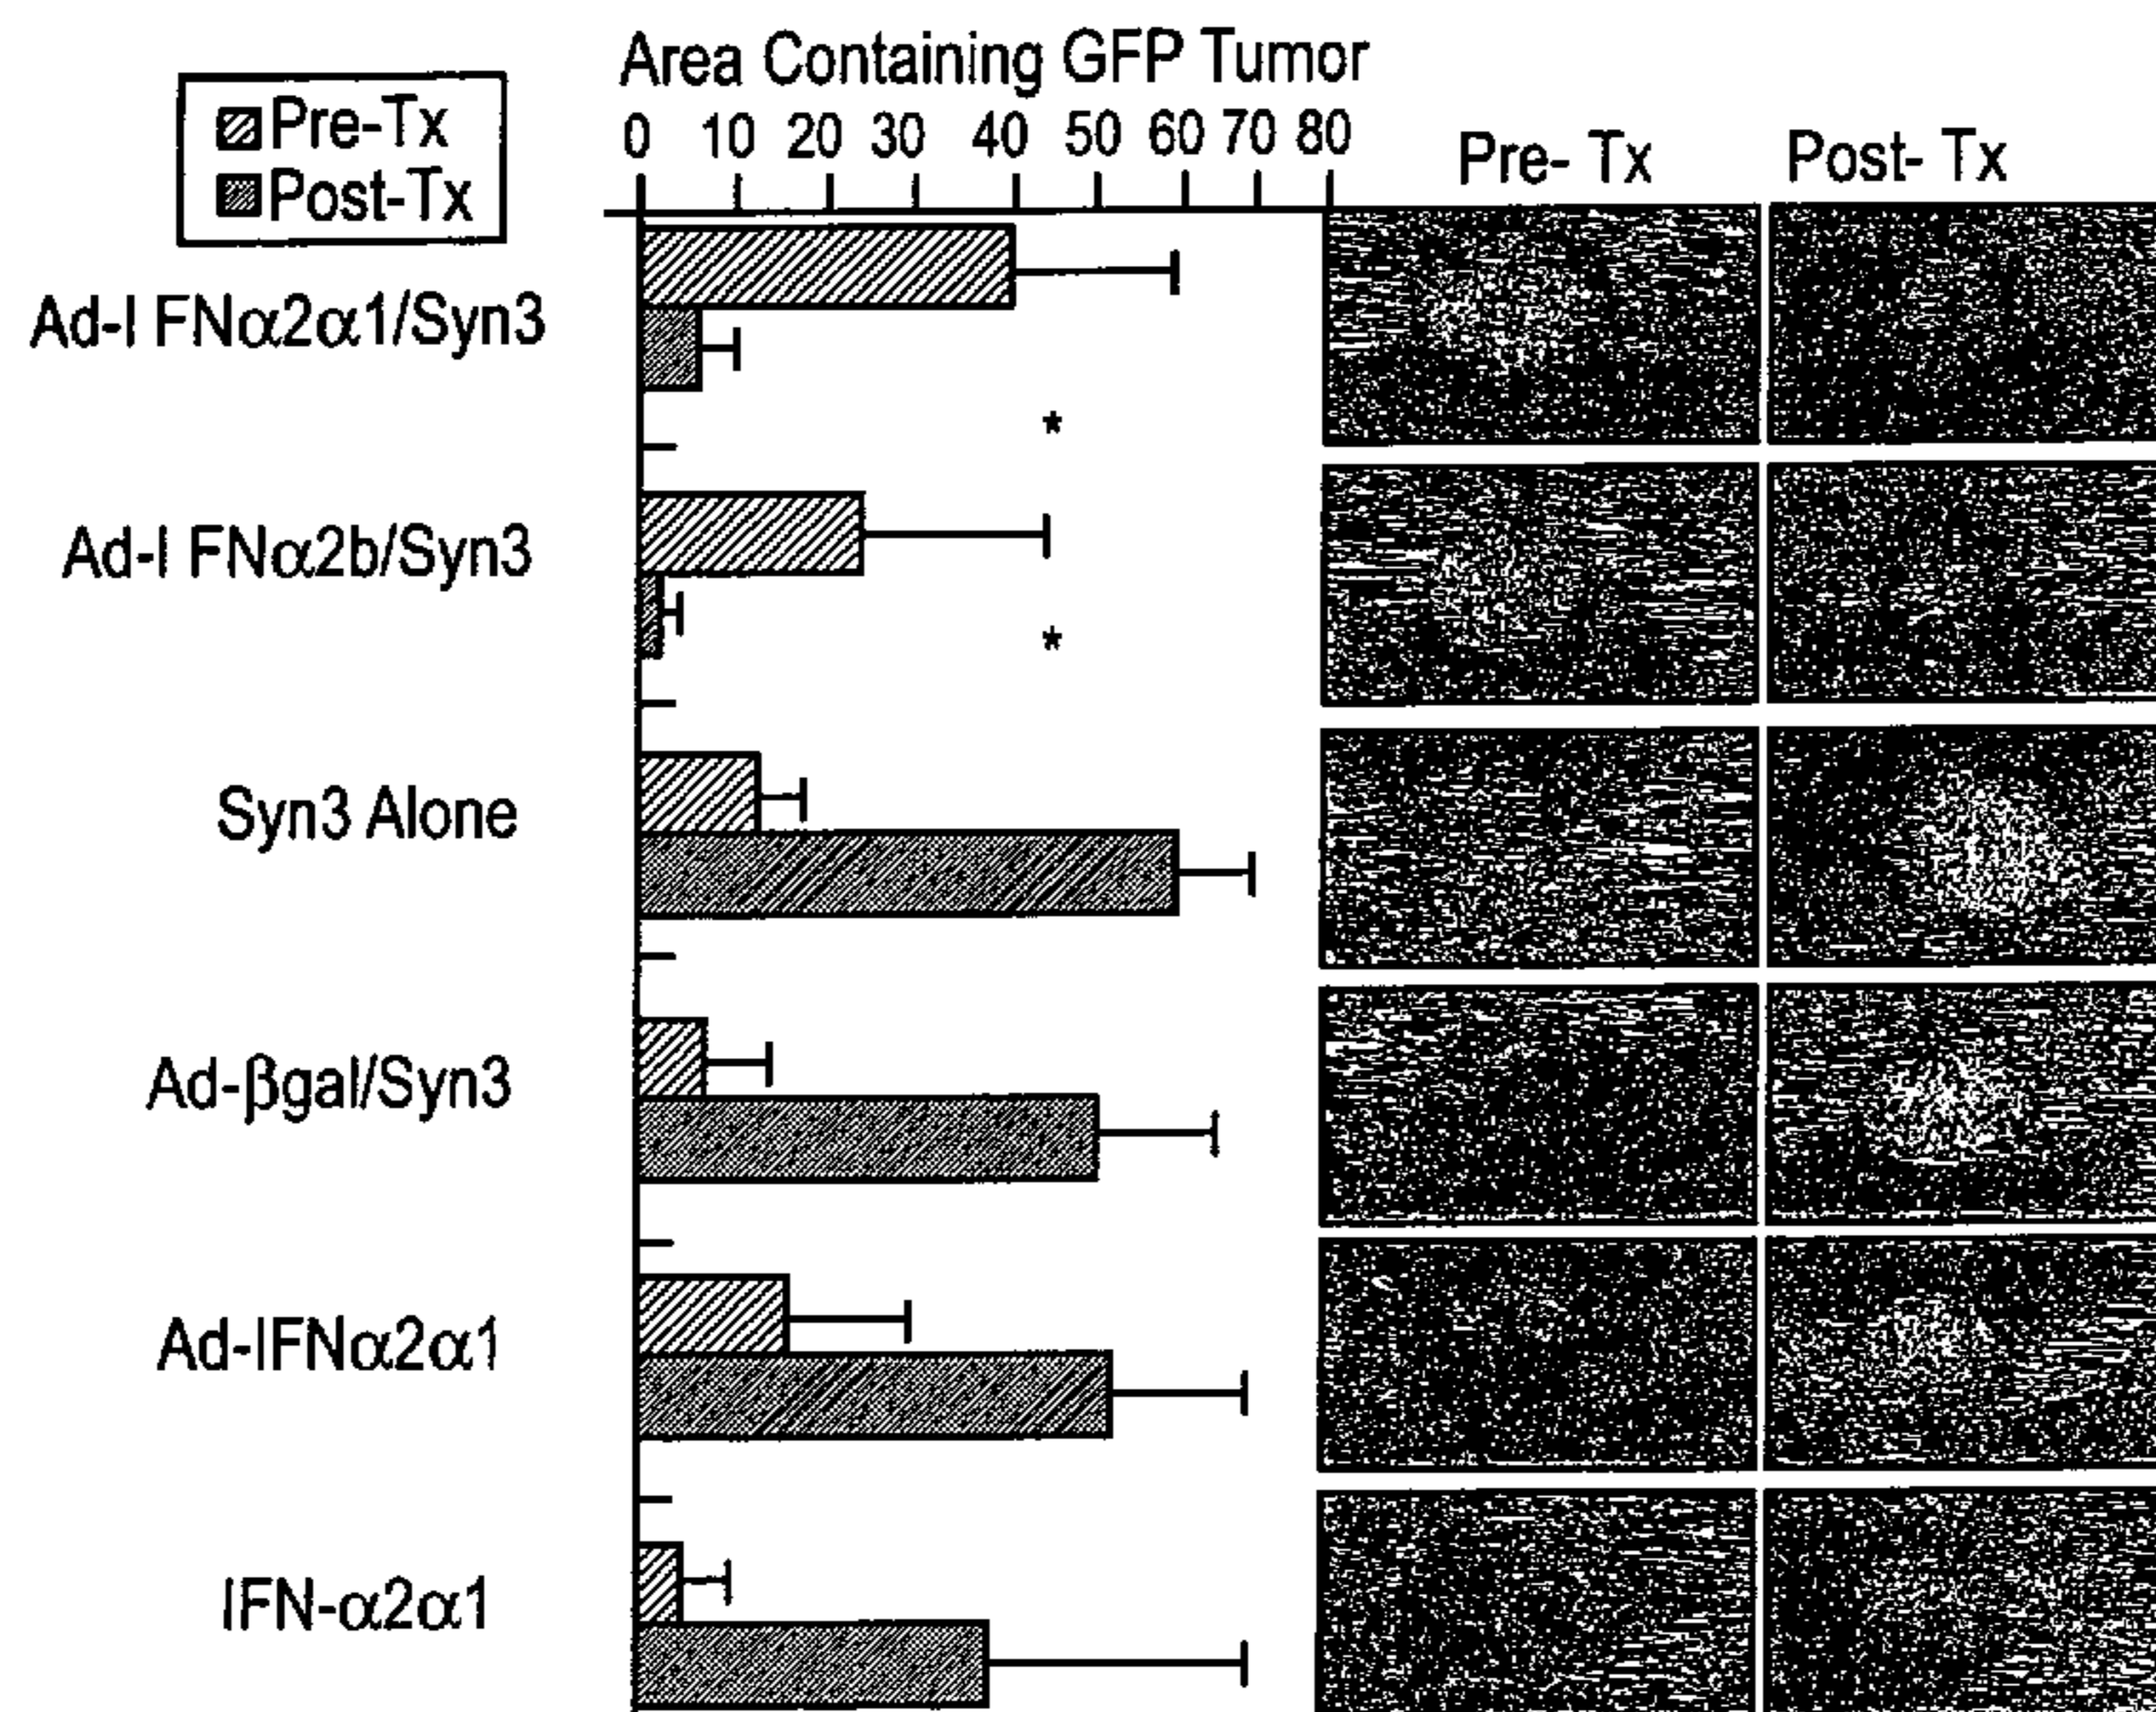 Area Containing GFP Tumor
Pre-Tx
Post-Tx
0 10 20 30 40 50 60 70 80
Pre- Tx Post- Tx
Ad-I FNα2α1/Syn3
*
Ad-I FNα2b/Syn3
*
Syn3 Alone
Ad-βgal/Syn3
Ad-IFNα2α1
IFN-α2α1